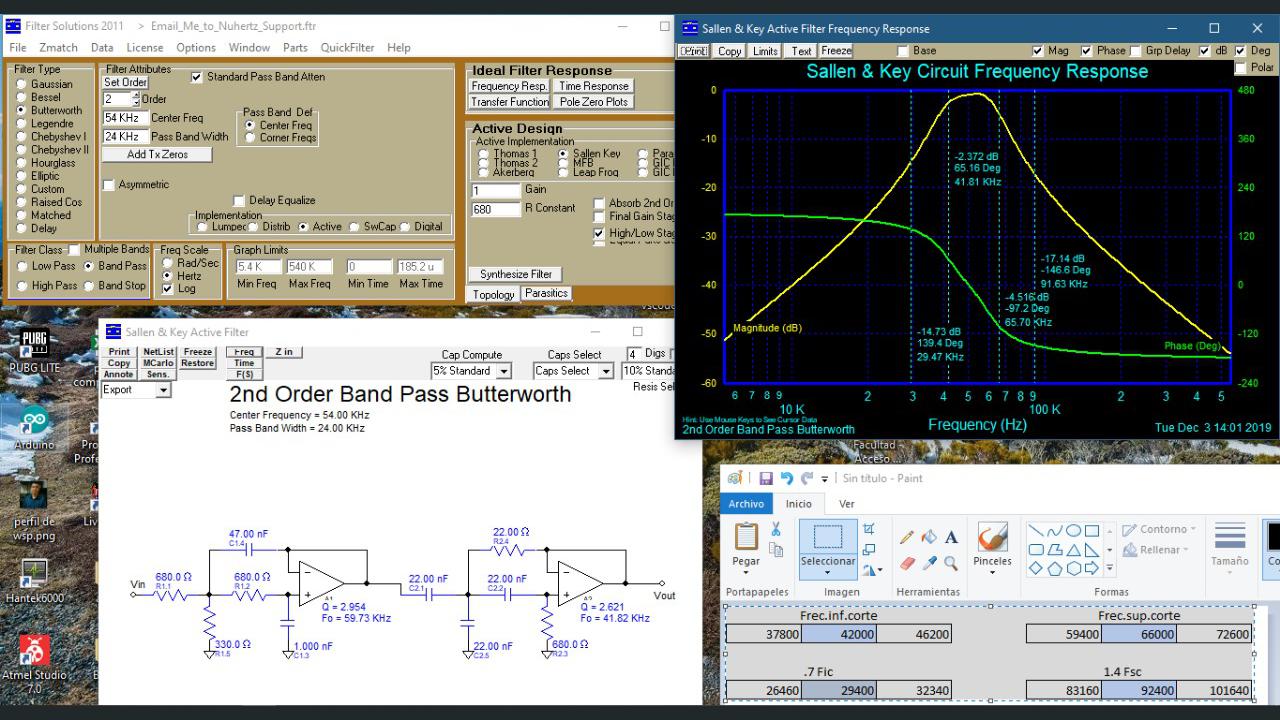 Filter Solutions 2011 > Email_Me_to_Nuhertz_Support.ftr
File Zmatch Data License Options Window Parts QuickFilter Help
Filter Type
Gaussian
Bessel
Butterworth
Legendre
Chebyshev I
Chebyshev II
Hourglass
Elliptic
Custom
Raised Cos
Matched
Delay
Filter Attributes
Set Order
Standard Pass Band Atten
2 Order
54 KHz Center Freq
24 KHz Pass Band Width
Pass Band Def
Center Freq
Corner Freqs
Add Tx Zeros
Asymmetric
Delay Equalize
Implementation
Lumped Distrib Active SwCap Digital
Ideal Filter Response
Frequency Resp. Time Response
Transfer Function Pole Zero Plots
Active Design
Active Implementation
Thomas 1 Sallen Key Para
Thomas 2 MFB GIC
Akerberg Leap Frog GIC
1 Gain
680 R Constant
Absorb 2nd Or
Final Gain Stag
High/Low Stag
Synthesize Filter
Topology Parasitics
Filter Class Multiple Bands
Low Pass Band Pass
High Pass Band Stop
Freq Scale
Rad/Sec
Hertz
Log
Graph Limits
5.4 K 540 K 0 185.2 u
Min Freq Max Freq Min Time Max Time
Sallen & Key Active Filter Frequency Response
Print Copy Limits Text Freeze Base Mag Phase Grp Delay dB Deg
Polar
Sallen & Key Circuit Frequency Response
0
-10
-20
-30
-40
-50
-60
480
360
240
120
0
-120
-240
-2.372 dB
65.16 Deg
41.81 KHz
-17.14 dB
-146.6 Deg
91.63 KHz
-4.516 dB
-97.2 Deg
65.70 KHz
-14.73 dB
139.4 Deg
29.47 KHz
Magnitude (dB)
Phase (Deg)
6 7 8 9 2 3 4 5 6 7 8 9 2 3 4 5
10 K 100 K
Hint: Use Mouse Keys to See Cursor Data
2nd Order Band Pass Butterworth
Frequency (Hz)
Tue Dec 3 14:01 2019
Sallen & Key Active Filter
Print NetList Freeze Freq Z in
Copy MCarlo Restore Time
Annote Sens. F(S)
Export
Cap Compute
5% Standard
Caps Select
Caps Select
4 Digs
10% Standa
Resis Sel
2nd Order Band Pass Butterworth
Center Frequency = 54.00 KHz
Pass Band Width = 24.00 KHz
47.00 nF
C1.4
Vin
680.0 Ω
R1.1
680.0 Ω
R1.2
330.0 Ω
R1.5
1.000 nF
C1.3
A1
Q = 2.954
Fo = 59.73 KHz
22.00 nF
C2.1
22.00 Ω
R2.4
22.00 nF
C2.2
22.00 nF
C2.5
680.0 Ω
R2.3
A2
Q = 2.621
Fo = 41.82 KHz
Vout
PUBG LITE
Arduino
perfil de
wsp.png
Hantek6000
Atmel Studio
7.0
Facultad
Acceso...
Sin título - Paint
Archivo Inicio Ver
Pegar
Seleccionar
Pinceles
Contorno
Rellenar
Tamaño
Portapapeles Imagen Herramientas Formas
Frec.inf.corte Frec.sup.corte
37800 42000 46200 59400 66000 72600
.7 Fic 1.4 Fsc
26460 29400 32340 83160 92400 101640